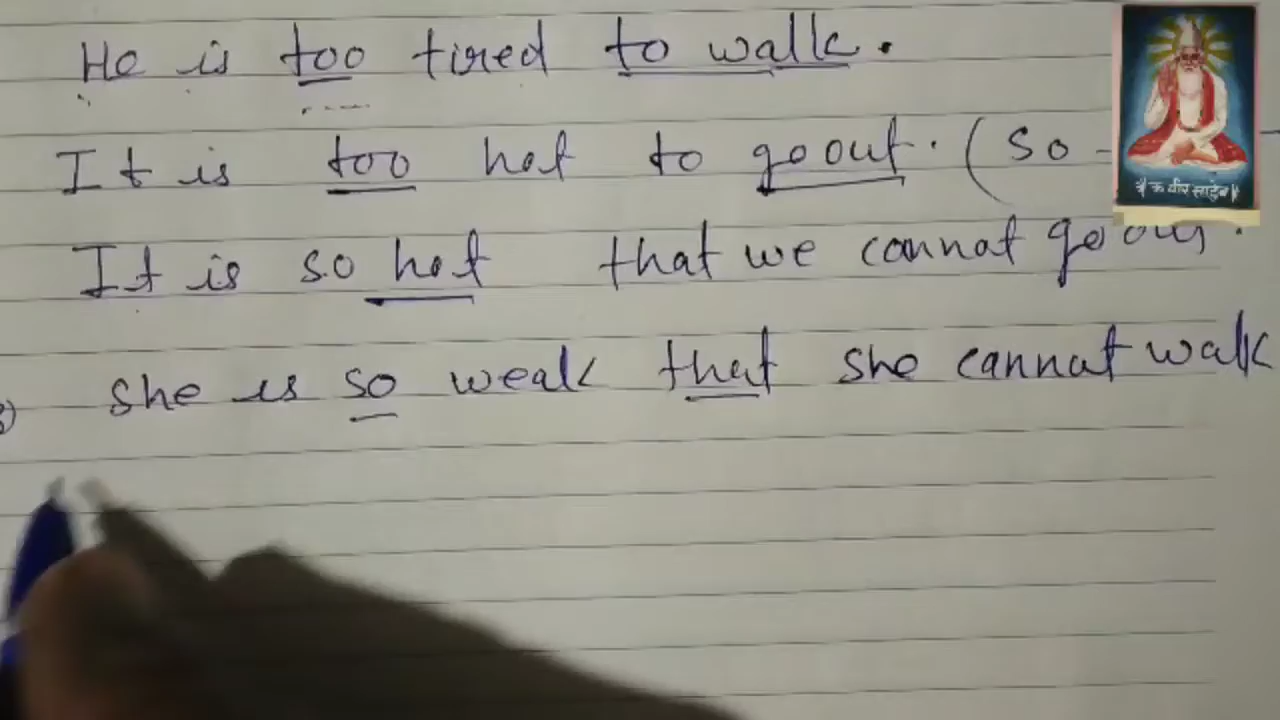 He is too tired to walk.
It is too hot to go out. (so -
It is so hot that we cannot go out.
She is so weak that she cannot walk
कबीर साहेब